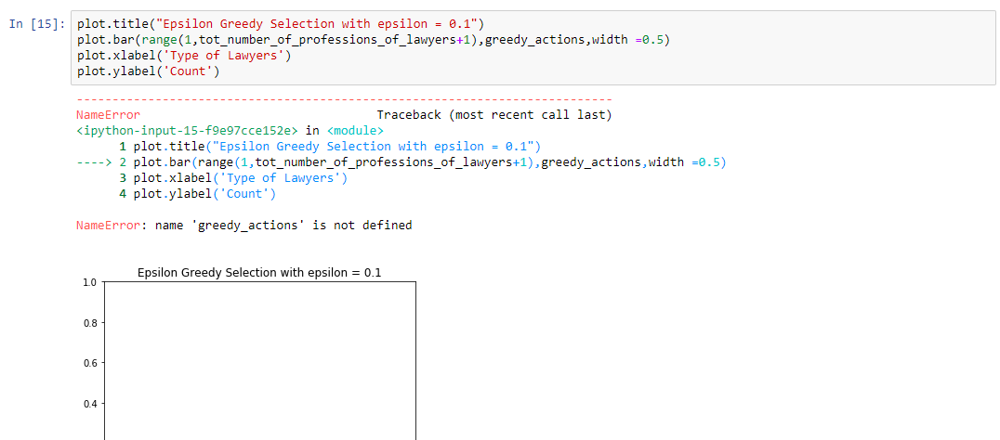 In [15]: plot.title("Epsilon Greedy Selection with epsilon = 0.1")
plot.bar(range(1,tot_number_of_professions_of_lawyers+1),greedy_actions,width =0.5)
plot.xlabel('Type of Lawyers')
plot.ylabel('Count')
---------------------------------------------------------------------------
NameError Traceback (most recent call last)
<ipython-input-15-f9e97cce152e> in <module>
1 plot.title("Epsilon Greedy Selection with epsilon = 0.1")
----> 2 plot.bar(range(1,tot_number_of_professions_of_lawyers+1),greedy_actions,width =0.5)
3 plot.xlabel('Type of Lawyers')
4 plot.ylabel('Count')
NameError: name 'greedy_actions' is not defined
Epsilon Greedy Selection with epsilon = 0.1
1.0
0.8
0.6
0.4